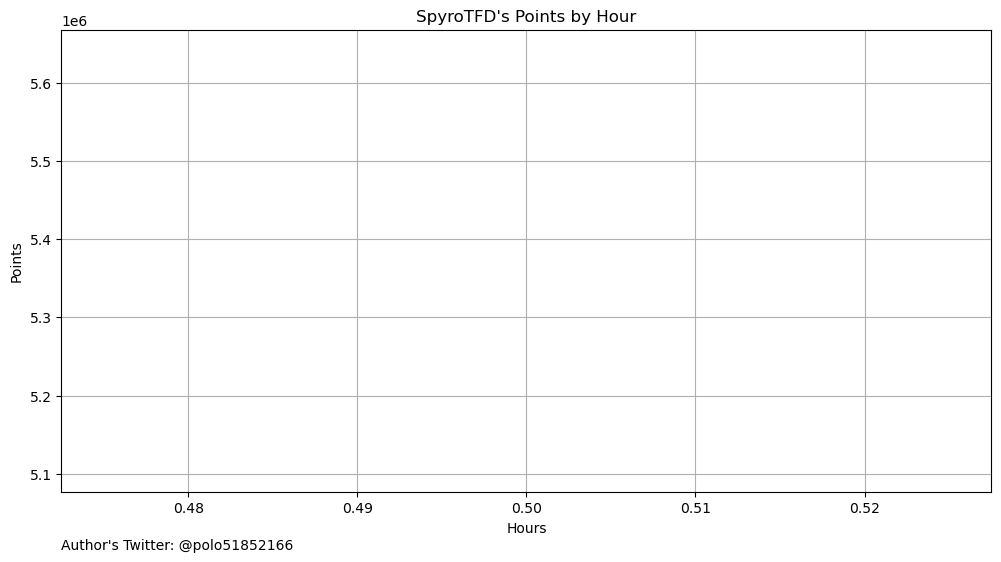 SpyroTFD's Points by Hour
1e6
5.6
5.5
5.4
5.3
5.2
5.1
Points
0.48 0.49 0.50 0.51 0.52
Hours
Author's Twitter: @polo51852166